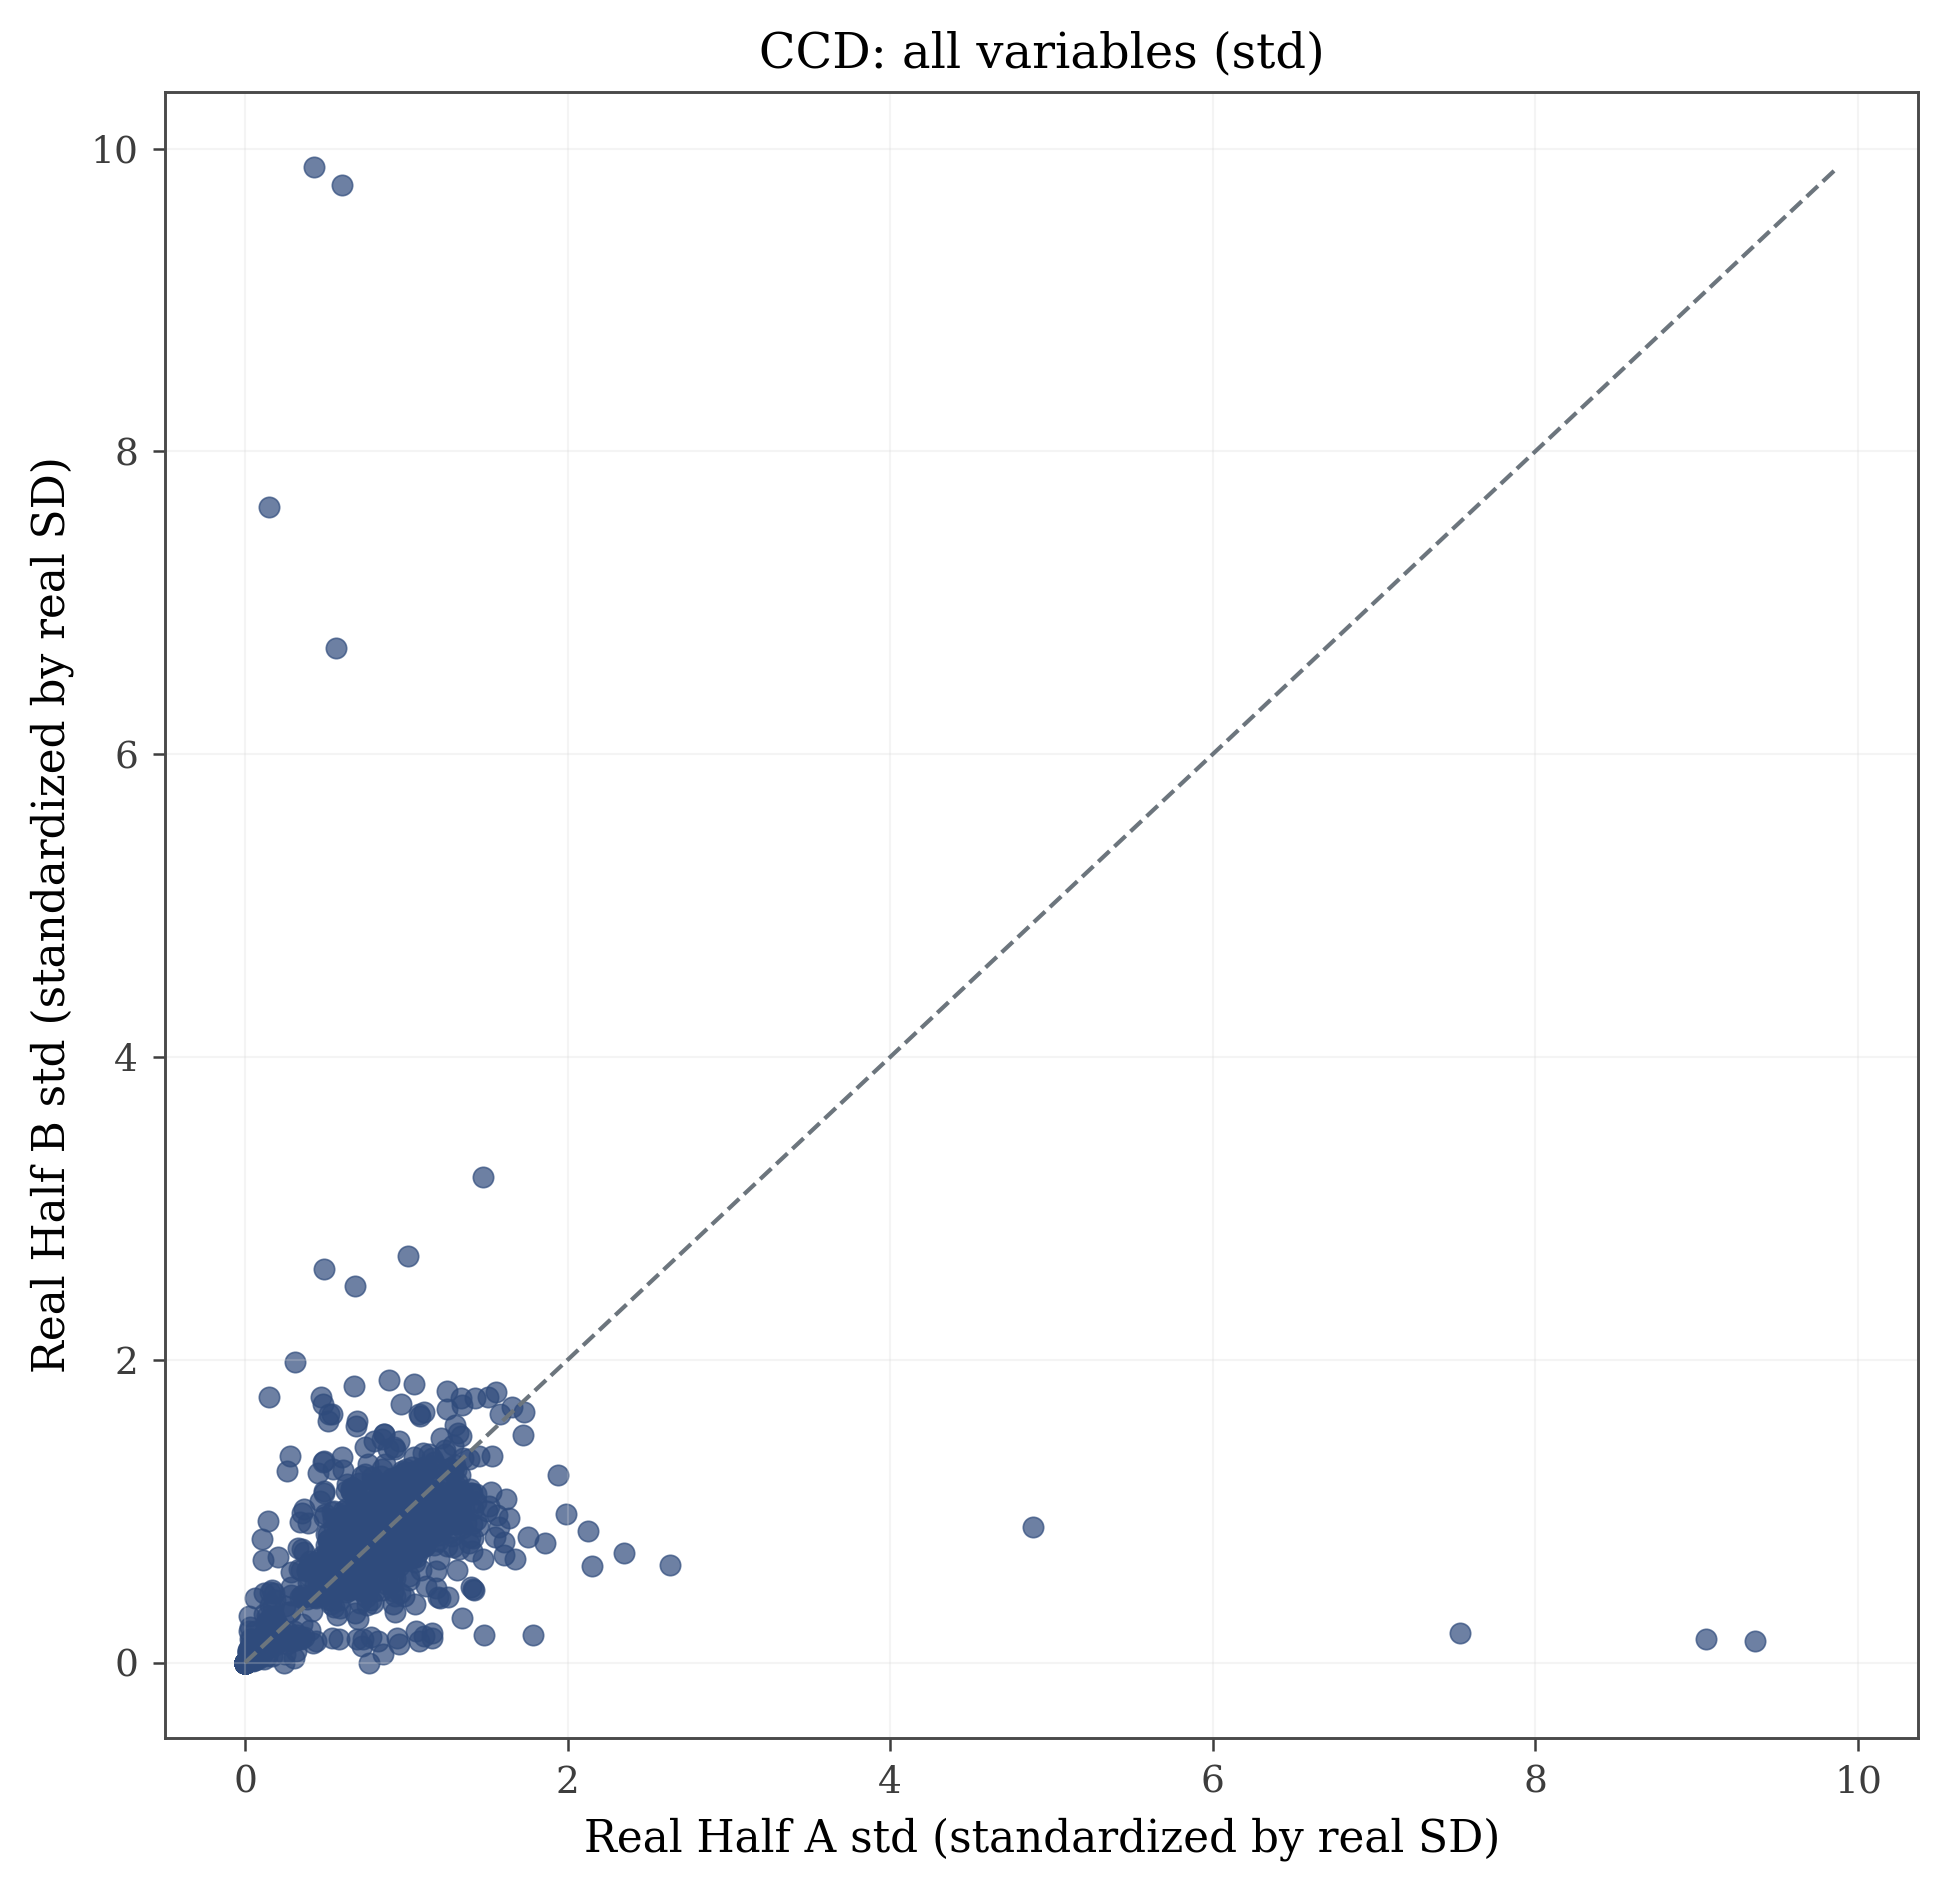 CCD: all variables (std)
Real Half B std (standardized by real SD)
10
8
6
4
2
0
0 2 4 6 8 10
Real Half A std (standardized by real SD)